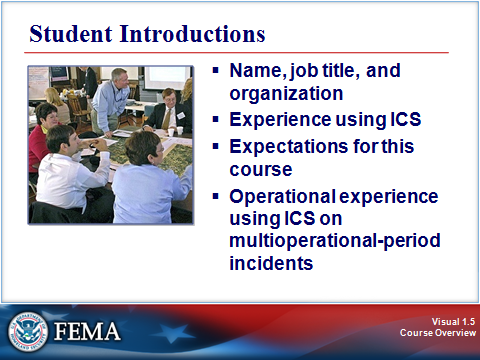 Student Introductions
▪ Name, job title, and
organization
▪ Experience using ICS
▪ Expectations for this
course
▪ Operational experience
using ICS on
multioperational-period
incidents
FEMA
Visual 1.5
Course Overview